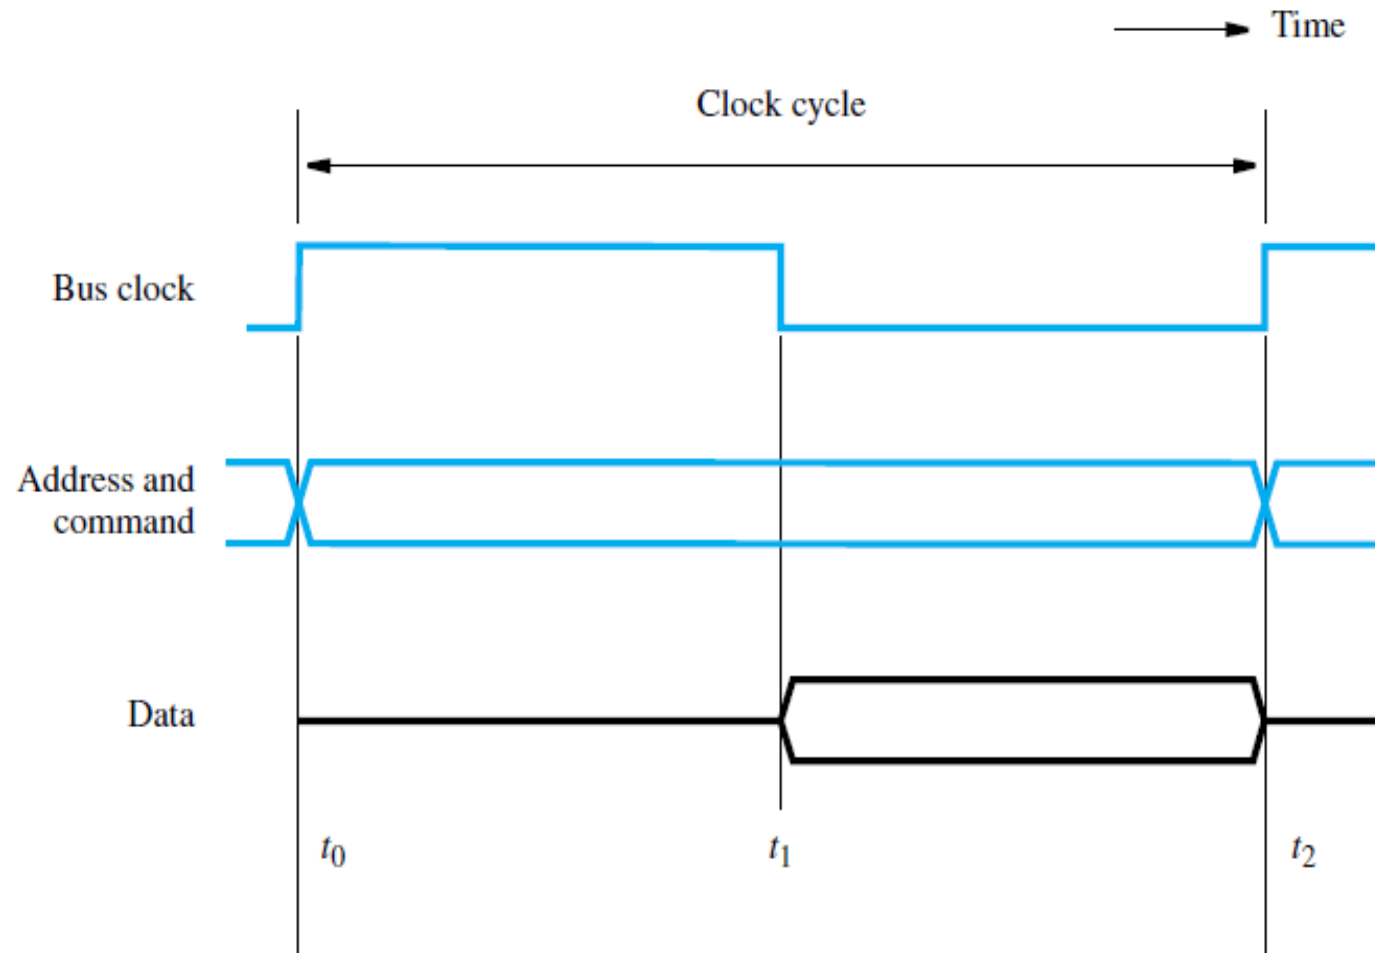 Time
Clock cycle
Bus clock
Address and
command
Data
t0
t1
t2